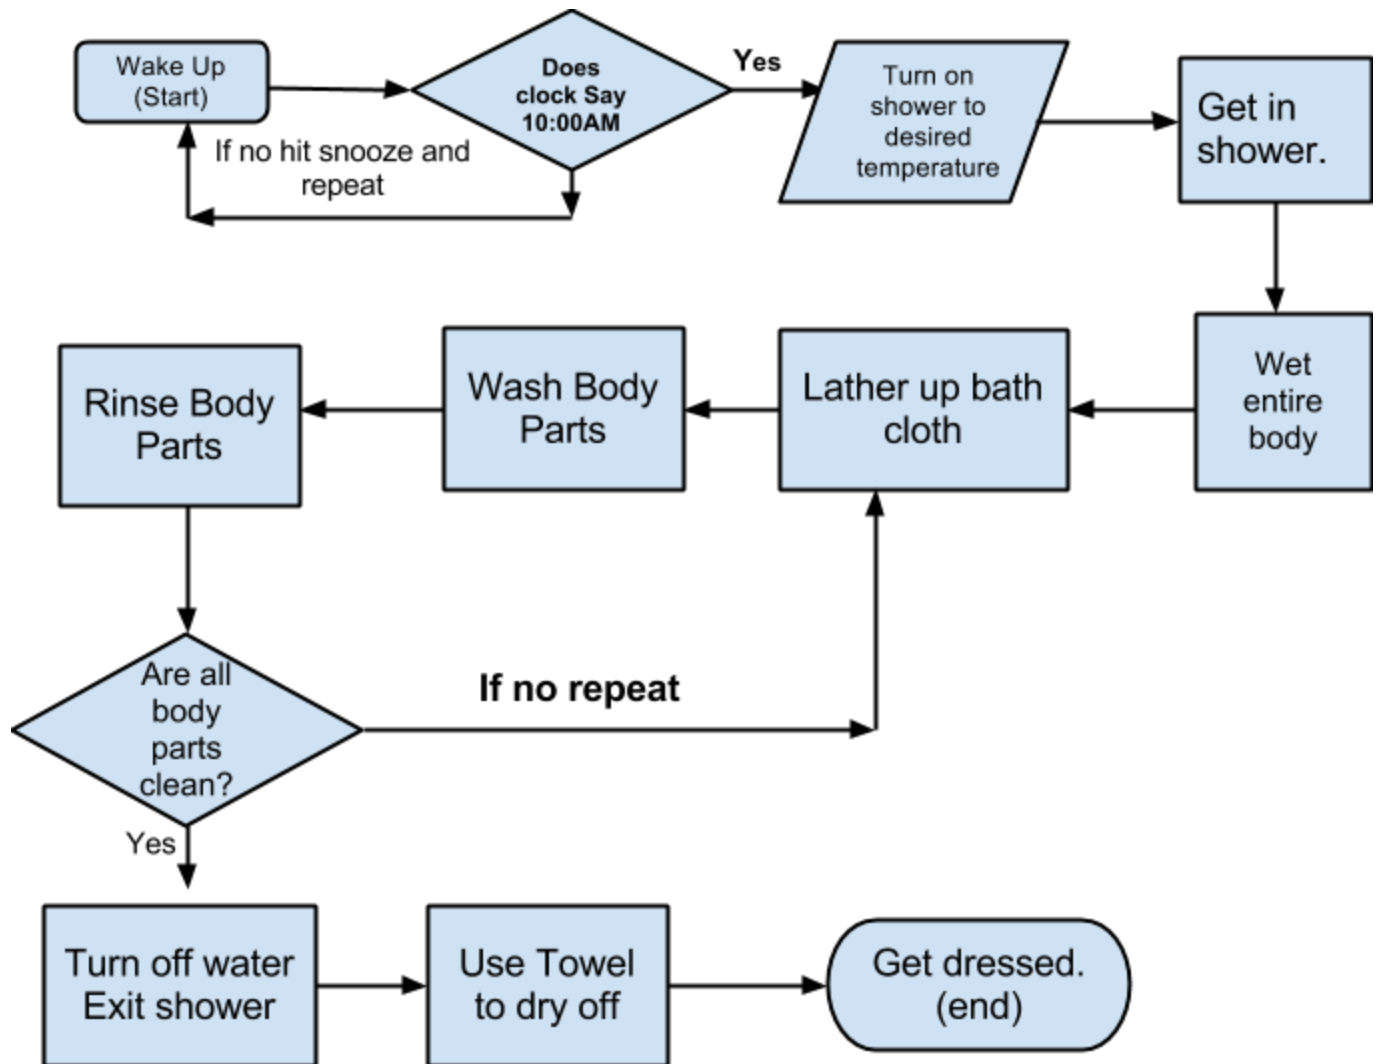 Wake Up
(Start)
Does
clock Say
10:00AM
Yes
Turn on
shower to
desired
temperature
Get in
shower.
If no hit snooze and
repeat
Wet
entire
body
Lather up bath
cloth
Wash Body
Parts
Rinse Body
Parts
Are all
body
parts
clean?
If no repeat
Yes
Turn off water
Exit shower
Use Towel
to dry off
Get dressed.
(end)